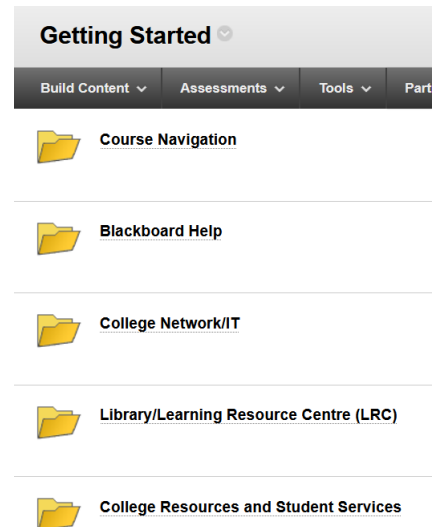 Getting Started
Build Content Assessments Tools Part
Course Navigation
Blackboard Help
College Network/IT
Library/Learning Resource Centre (LRC)
College Resources and Student Services